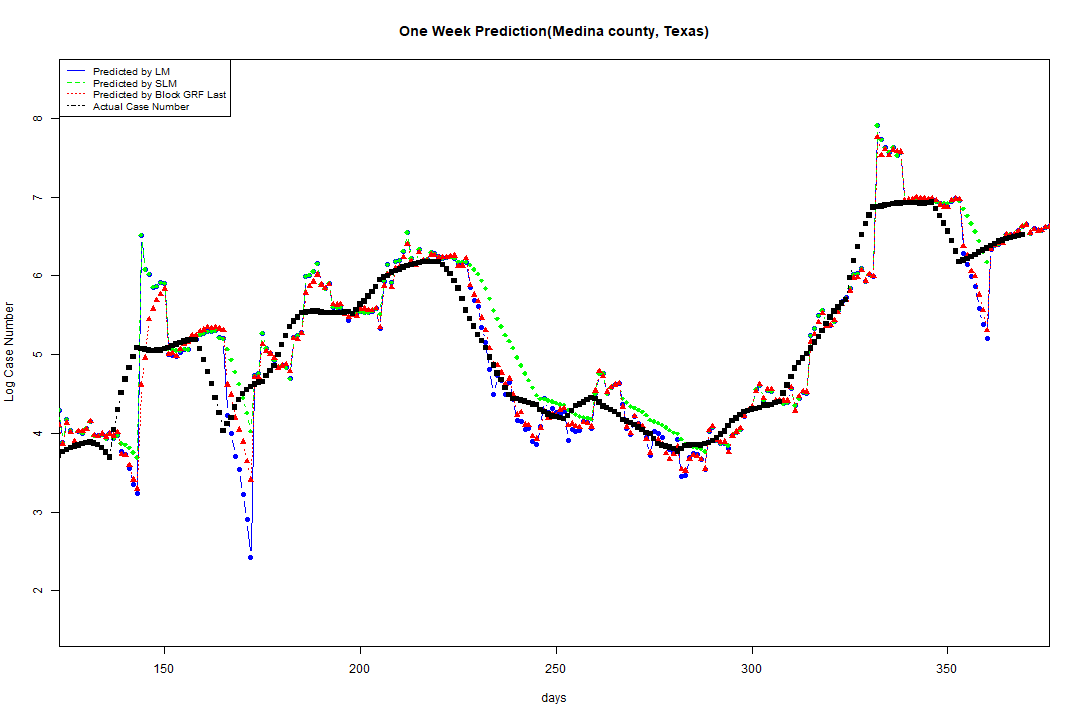 One Week Prediction(Medina county, Texas)
Predicted by LM
Predicted by SLM
Predicted by Block GRF Last
Actual Case Number
8
7
6
5
4
3
2
Log Case Number
150 200 250 300 350
days